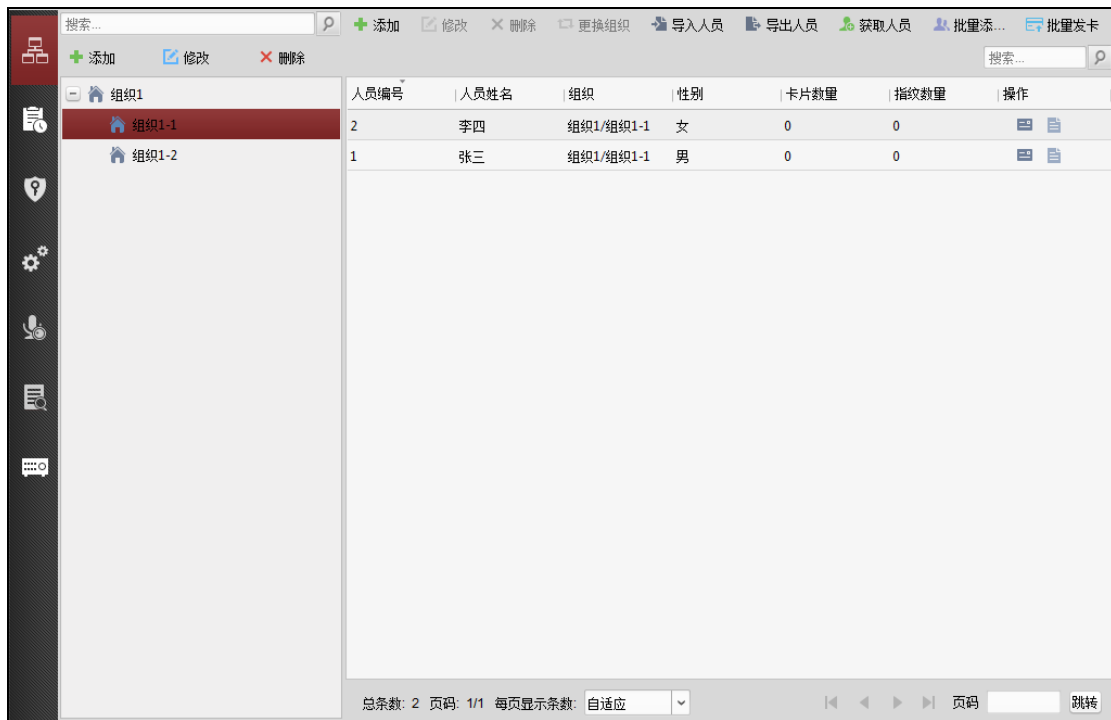 搜索...
添加 修改 删除 更换组织 导入人员 导出人员 获取人员 批量添... 批量发卡
添加 修改 删除
搜索...
组织1
组织1-1
组织1-2
人员编号 人员姓名 组织 性别 卡片数量 指纹数量 操作
2 李四 组织1/组织1-1 女 0 0
1 张三 组织1/组织1-1 男 0 0
总条数: 2 页码: 1/1 每页显示条数: 自适应 页码 跳转